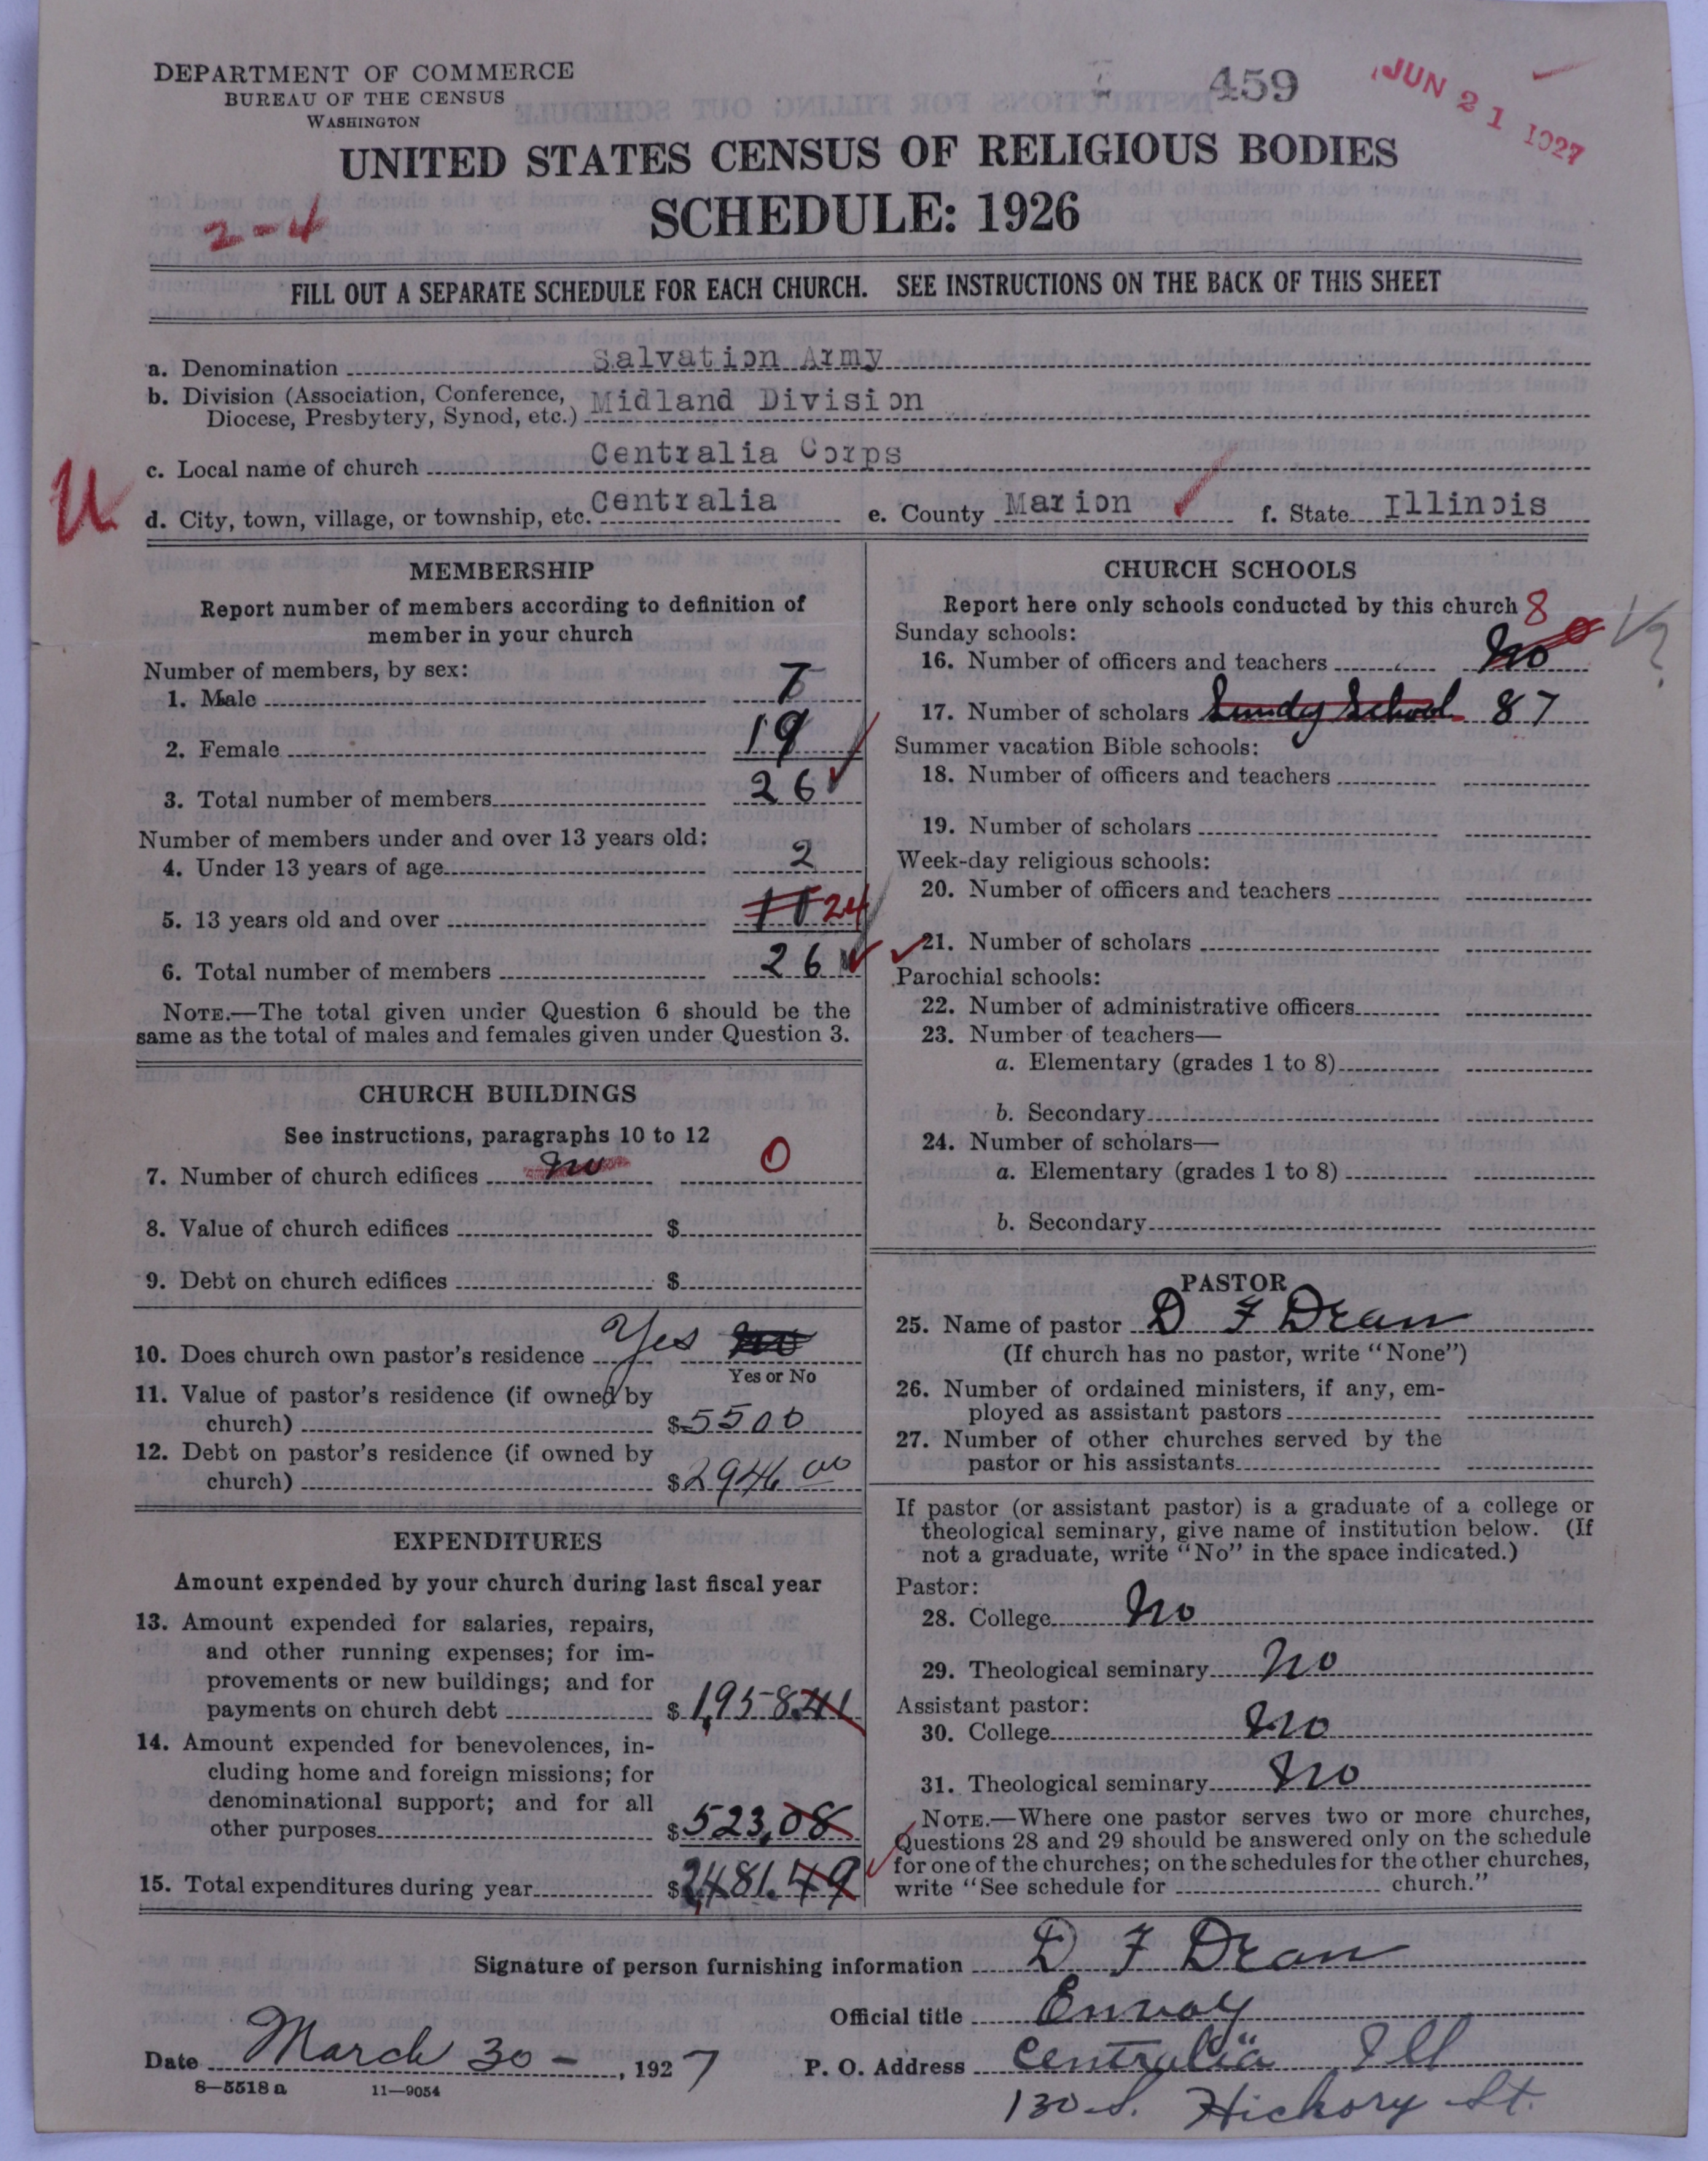 DEPARTMENT OF COMMERCE
BUREAU OF THE CENSUS
WASHINGTON
459
JUN 21 1927
UNITED STATES CENSUS OF RELIGIOUS BODIES
SCHEDULE: 1926
2-4
FILL OUT A SEPARATE SCHEDULE FOR EACH CHURCH. SEE INSTRUCTIONS ON THE BACK OF THIS SHEET
a. Denomination Salvation Army
b. Division (Association, Conference, Diocese, Presbytery, Synod, etc.) Midland Division
c. Local name of church Centralia Corps
U
d. City, town, village, or township, etc. Centralia e. County Marion f. State Illinois
MEMBERSHIP
Report number of members according to definition of
member in your church
Number of members, by sex:
1. Male 7
2. Female 19
3. Total number of members 26
Number of members under and over 13 years old:
4. Under 13 years of age 2
5. 13 years old and over 24
6. Total number of members 26
NOTE.—The total given under Question 6 should be the
same as the total of males and females given under Question 3.
CHURCH BUILDINGS
See instructions, paragraphs 10 to 12
7. Number of church edifices no 0
8. Value of church edifices $
9. Debt on church edifices $
10. Does church own pastor's residence Yes no
Yes or No
11. Value of pastor's residence (if owned by
church) $5500
12. Debt on pastor's residence (if owned by
church) $2946 00
EXPENDITURES
Amount expended by your church during last fiscal year
13. Amount expended for salaries, repairs,
and other running expenses; for im-
provements or new buildings; and for
payments on church debt $1,958.41
14. Amount expended for benevolences, in-
cluding home and foreign missions; for
denominational support; and for all
other purposes $523.08
15. Total expenditures during year $2,481.49
CHURCH SCHOOLS
Report here only schools conducted by this church
8
Sunday schools:
16. Number of officers and teachers no
V?
17. Number of scholars Sundy School 87
Summer vacation Bible schools:
18. Number of officers and teachers
19. Number of scholars
Week-day religious schools:
20. Number of officers and teachers
21. Number of scholars
Parochial schools:
22. Number of administrative officers
23. Number of teachers—
a. Elementary (grades 1 to 8)
b. Secondary
24. Number of scholars—
a. Elementary (grades 1 to 8)
b. Secondary
PASTOR
25. Name of pastor D F Dean
(If church has no pastor, write "None")
26. Number of ordained ministers, if any, em-
ployed as assistant pastors
27. Number of other churches served by the
pastor or his assistants
If pastor (or assistant pastor) is a graduate of a college or
theological seminary, give name of institution below. (If
not a graduate, write "No" in the space indicated.)
Pastor:
28. College No
29. Theological seminary No
Assistant pastor:
30. College No
31. Theological seminary No
NOTE.—Where one pastor serves two or more churches,
Questions 28 and 29 should be answered only on the schedule
for one of the churches; on the schedules for the other churches,
write "See schedule for church."
Signature of person furnishing information D F Dean
Official title Envoy
Date March 30 - , 1927 P. O. Address Centralia Ill
8—5518 a 11—9054
130 S. Hickory St.